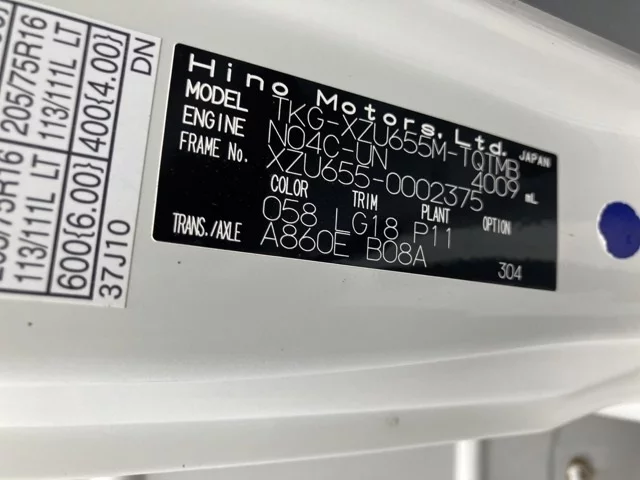 205/75R16
113/111L LT
400(4.00)
DN
113/111L LT
600(6.00)
37J10
Hino Motors, Ltd. JAPAN
MODEL TKG-XZU655M-TQTMB
ENGINE N04C-UN 4009 mL
FRAME No. XZU655-0002375
COLOR TRIM PLANT OPTION
058 LG18 P11
TRANS./AXLE A860E B08A
304